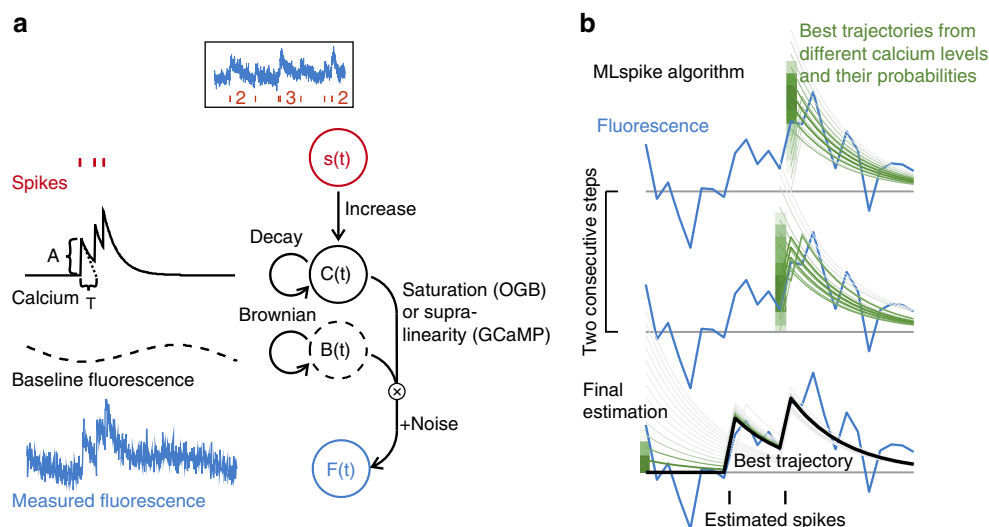 a
2 3 2
s(t)
Spikes
Increase
A
Decay
C(t)
Calcium
T
Saturation (OGB)
or supra-
linearity (GCaMP)
Brownian
B(t)
Baseline fluorescence
+Noise
F(t)
Measured fluorescence
b
Best trajectories from
different calcium levels
and their probabilities
MLspike algorithm
Fluorescence
Two consecutive steps
Final
estimation
Best trajectory
Estimated spikes